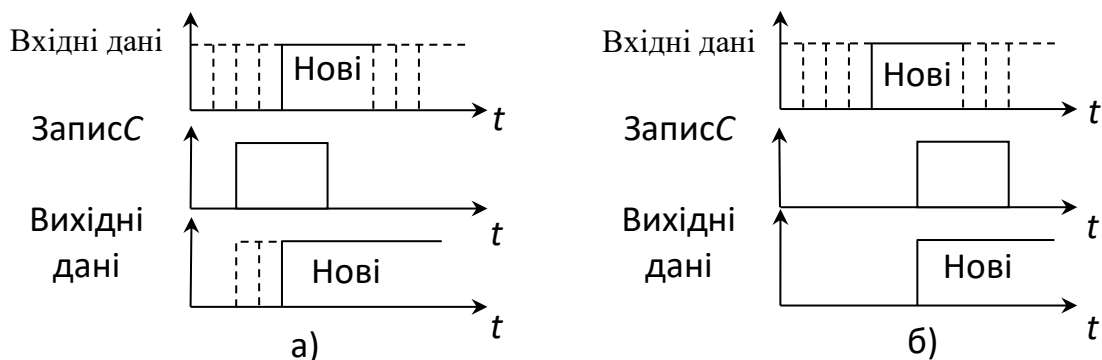 Вхідні дані
Нові
t
ЗаписC
t
Вихідні
дані
Нові
t
а)
Вхідні дані
Нові
t
ЗаписC
t
Вихідні
дані
Нові
t
б)